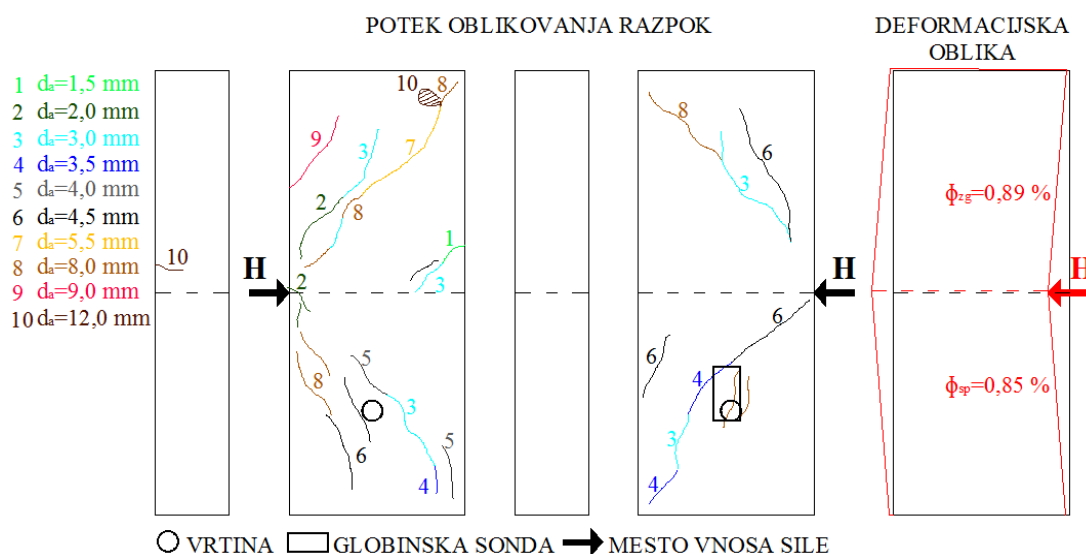 POTEK OBLIKOVANJA RAZPOK
DEFORMACIJSKA
OBLIKA
1 dₐ=1,5 mm
2 dₐ=2,0 mm
3 dₐ=3,0 mm
4 dₐ=3,5 mm
5 dₐ=4,0 mm
6 dₐ=4,5 mm
7 dₐ=5,5 mm
8 dₐ=8,0 mm
9 dₐ=9,0 mm
10 dₐ=12,0 mm
10
H
10
8
9
3
7
2
8
1
3
2
5
8
3
6
5
4
8
6
3
H
6
6
4
3
4
ϕzg=0,89 %
H
ϕsp=0,85 %
VRTINA
GLOBINSKA SONDA
MESTO VNOSA SILE